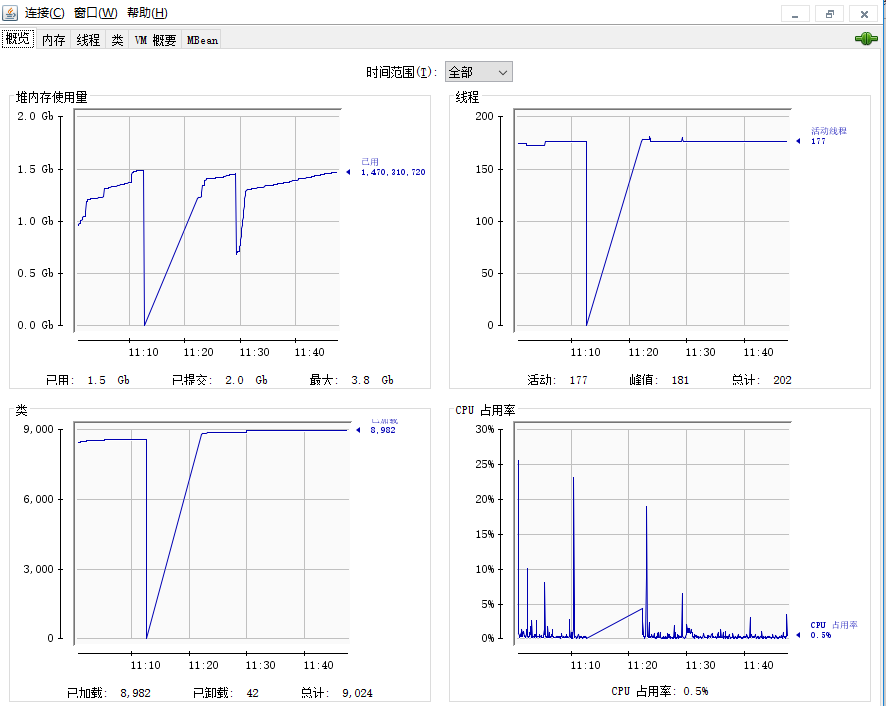 连接(C) 窗口(W) 帮助(H)
概览 内存 线程 类 VM 概要 MBean
时间范围(T): 全部
堆内存使用量
2.0 Gb
1.5 Gb
1.0 Gb
0.5 Gb
0.0 Gb
已用
1,470,310,720
11:10 11:20 11:30 11:40
已用: 1.5 Gb 已提交: 2.0 Gb 最大: 3.8 Gb
线程
200
150
100
50
0
活动线程
177
11:10 11:20 11:30 11:40
活动: 177 峰值: 181 总计: 202
类
9,000
6,000
3,000
0
已加载
8,982
11:10 11:20 11:30 11:40
已加载: 8,982 已卸载: 42 总计: 9,024
CPU 占用率
30%
25%
20%
15%
10%
5%
0%
CPU 占用率
0.5%
11:10 11:20 11:30 11:40
CPU 占用率: 0.5%